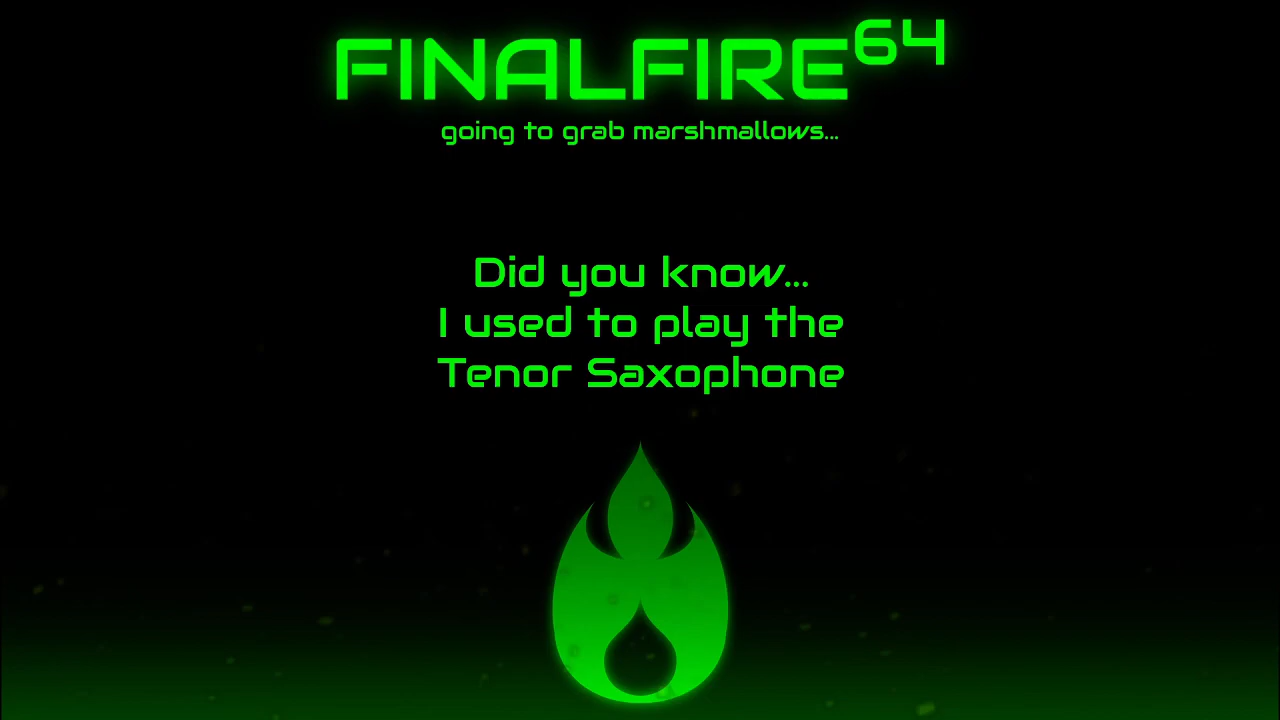 FINALFIRE⁶⁴
going to grab marshmallows...
Did you know...
I used to play the
Tenor Saxophone